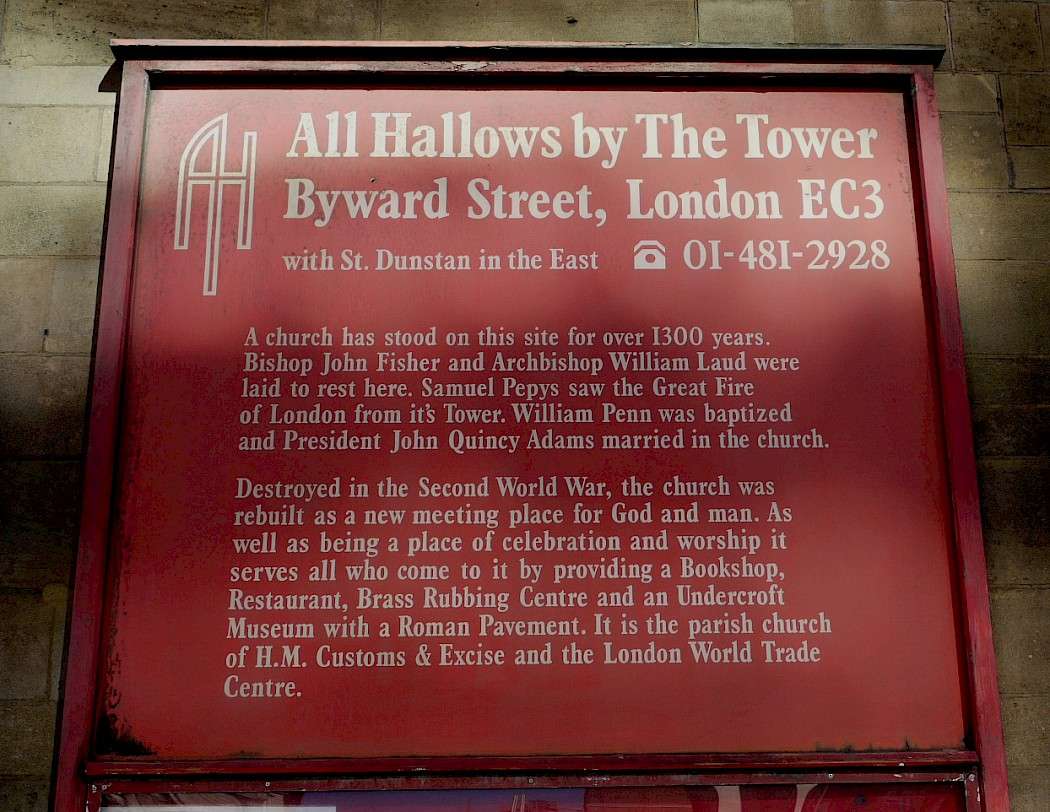 AH
All Hallows by The Tower
Byward Street, London EC3
with St. Dunstan in the East ☎ 01-481-2928
A church has stood on this site for over 1300 years.
Bishop John Fisher and Archbishop William Laud were
laid to rest here. Samuel Pepys saw the Great Fire
of London from it's Tower. William Penn was baptized
and President John Quincy Adams married in the church.
Destroyed in the Second World War, the church was
rebuilt as a new meeting place for God and man. As
well as being a place of celebration and worship it
serves all who come to it by providing a Bookshop,
Restaurant, Brass Rubbing Centre and an Undercroft
Museum with a Roman Pavement. It is the parish church
of H.M. Customs & Excise and the London World Trade
Centre.